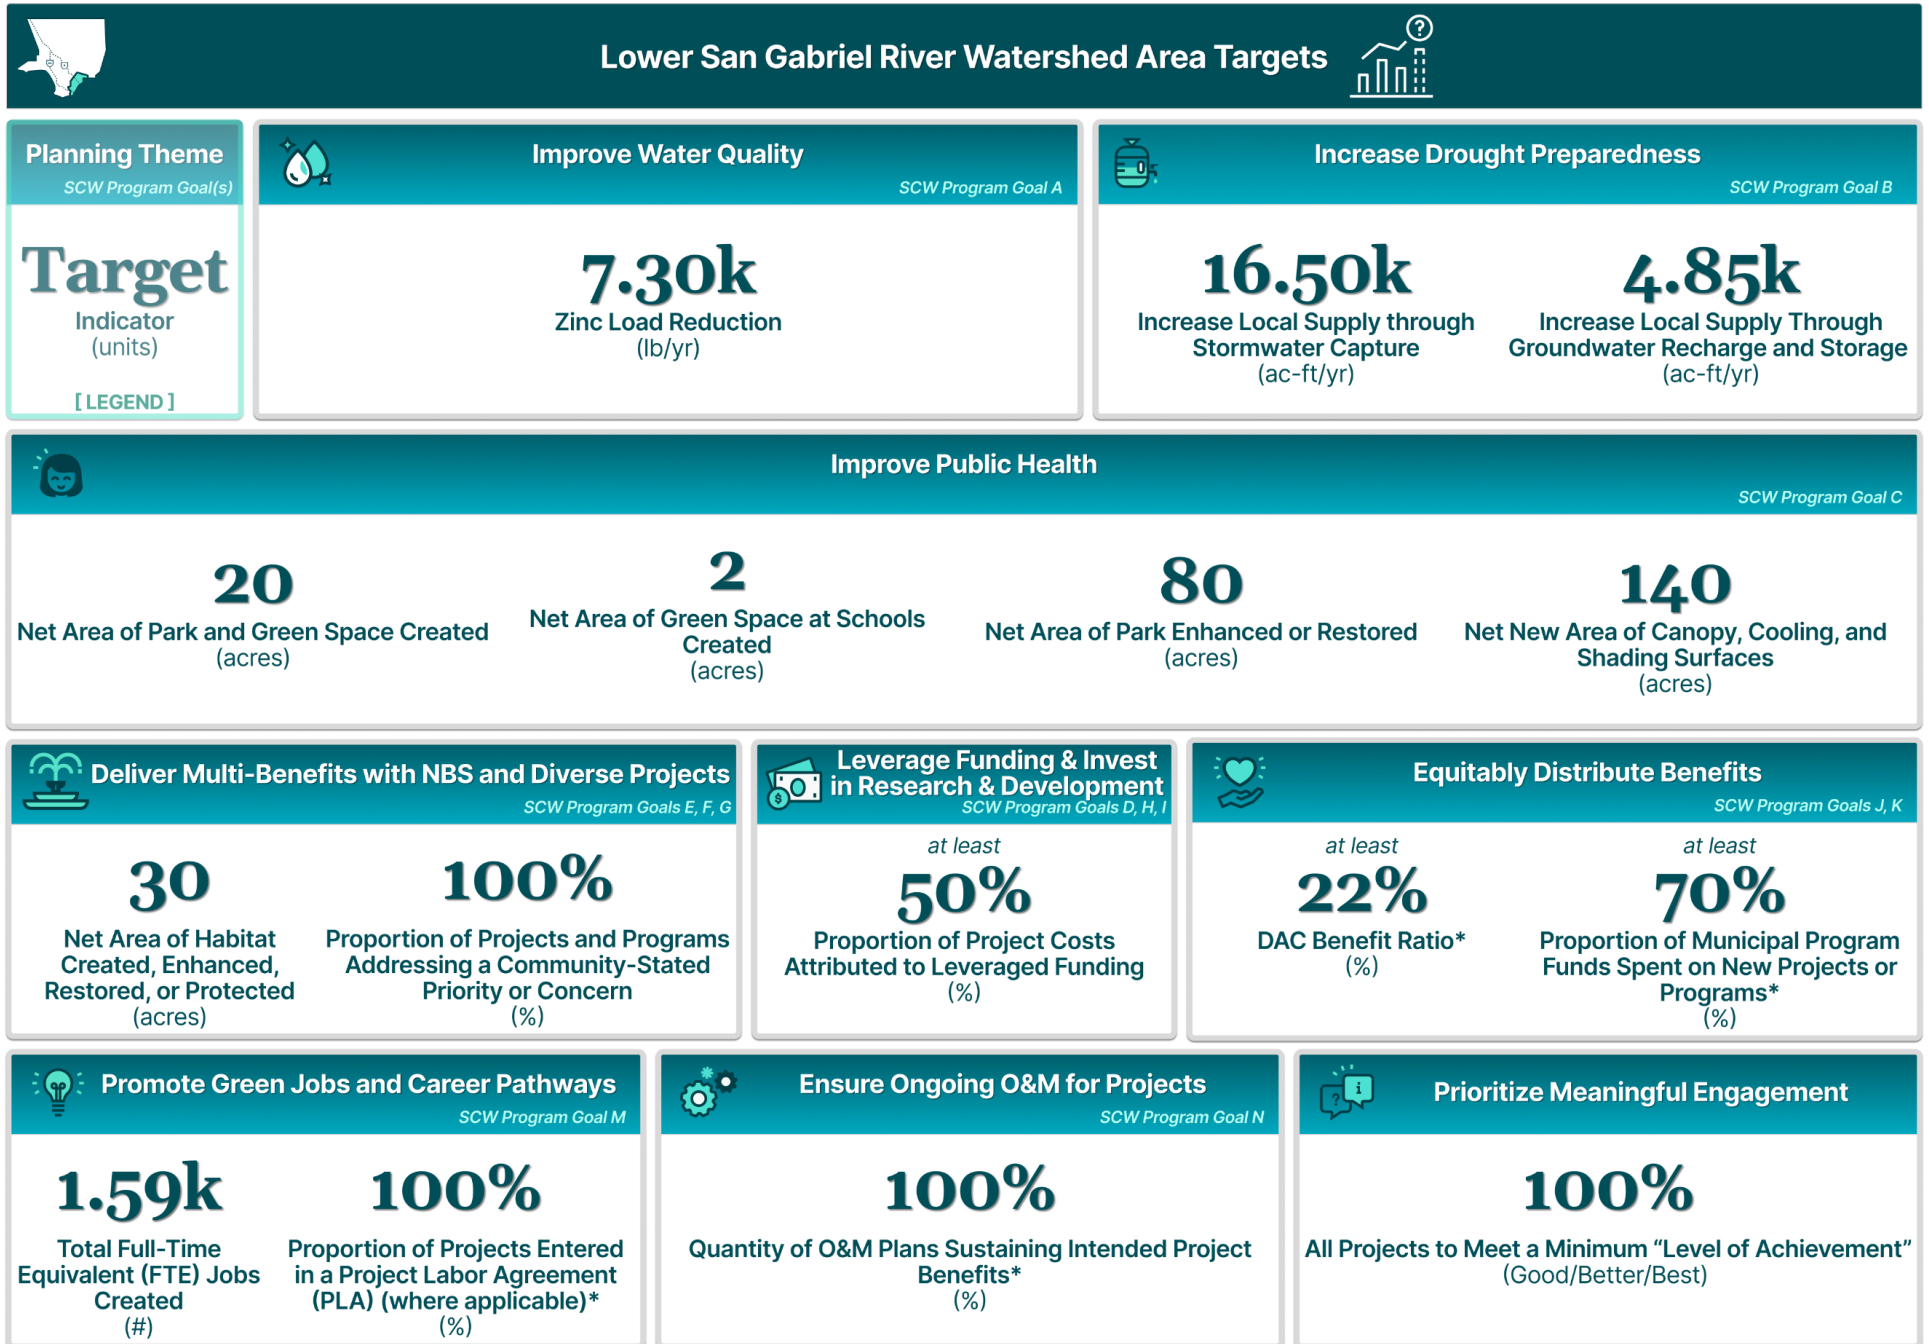 Lower San Gabriel River Watershed Area Targets
?
Planning Theme
SCW Program Goal(s)
Target
Indicator
(units)
[ LEGEND ]
Improve Water Quality
SCW Program Goal A
7.30k
Zinc Load Reduction
(lb/yr)
Increase Drought Preparedness
SCW Program Goal B
16.50k
Increase Local Supply through
Stormwater Capture
(ac-ft/yr)
4.85k
Increase Local Supply Through
Groundwater Recharge and Storage
(ac-ft/yr)
Improve Public Health
SCW Program Goal C
20
Net Area of Park and Green Space Created
(acres)
2
Net Area of Green Space at Schools
Created
(acres)
80
Net Area of Park Enhanced or Restored
(acres)
140
Net New Area of Canopy, Cooling, and
Shading Surfaces
(acres)
Deliver Multi-Benefits with NBS and Diverse Projects
SCW Program Goals E, F, G
30
Net Area of Habitat
Created, Enhanced,
Restored, or Protected
(acres)
100%
Proportion of Projects and Programs
Addressing a Community-Stated
Priority or Concern
(%)
$
Leverage Funding & Invest
in Research & Development
SCW Program Goals D, H, I
at least
50%
Proportion of Project Costs
Attributed to Leveraged Funding
(%)
Equitably Distribute Benefits
SCW Program Goals J, K
at least
22%
DAC Benefit Ratio*
(%)
at least
70%
Proportion of Municipal Program
Funds Spent on New Projects or
Programs*
(%)
Promote Green Jobs and Career Pathways
SCW Program Goal M
1.59k
Total Full-Time
Equivalent (FTE) Jobs
Created
(#)
100%
Proportion of Projects Entered
in a Project Labor Agreement
(PLA) (where applicable)*
(%)
Ensure Ongoing O&M for Projects
SCW Program Goal N
100%
Quantity of O&M Plans Sustaining Intended Project
Benefits*
(%)
? i
Prioritize Meaningful Engagement
100%
All Projects to Meet a Minimum “Level of Achievement”
(Good/Better/Best)